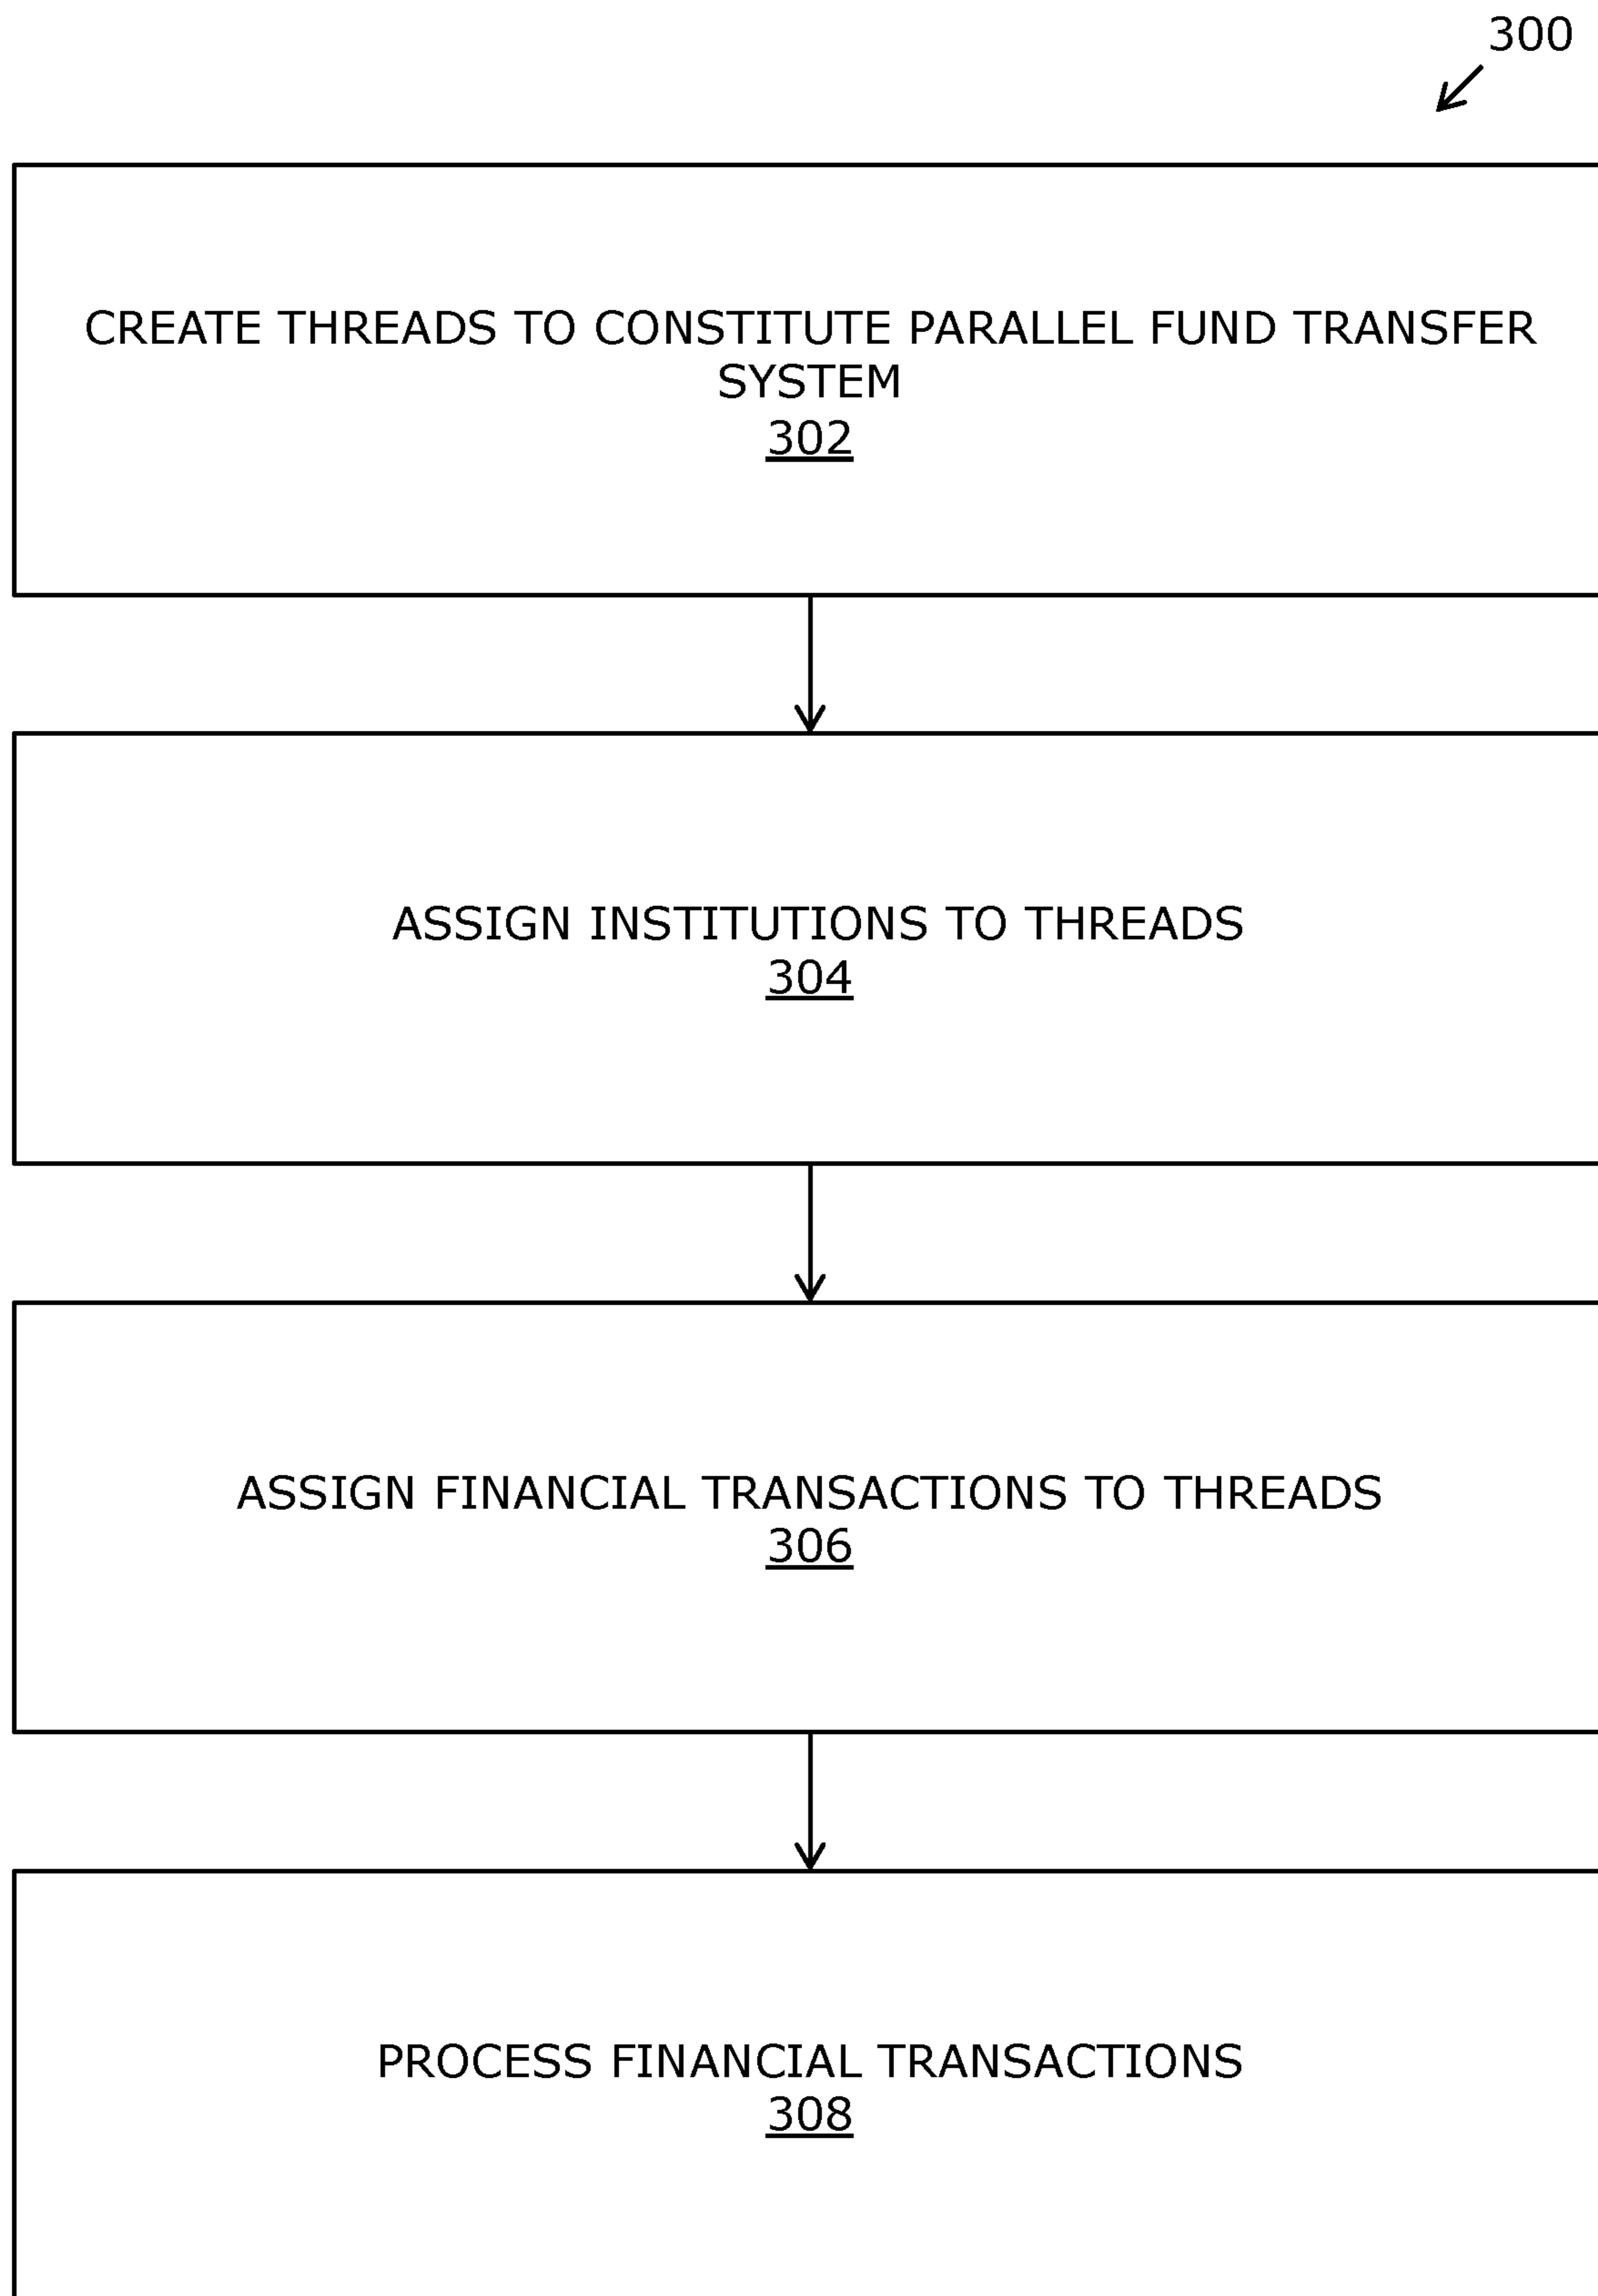 300
CREATE THREADS TO CONSTITUTE PARALLEL FUND TRANSFER
SYSTEM
302
ASSIGN INSTITUTIONS TO THREADS
304
ASSIGN FINANCIAL TRANSACTIONS TO THREADS
306
PROCESS FINANCIAL TRANSACTIONS
308